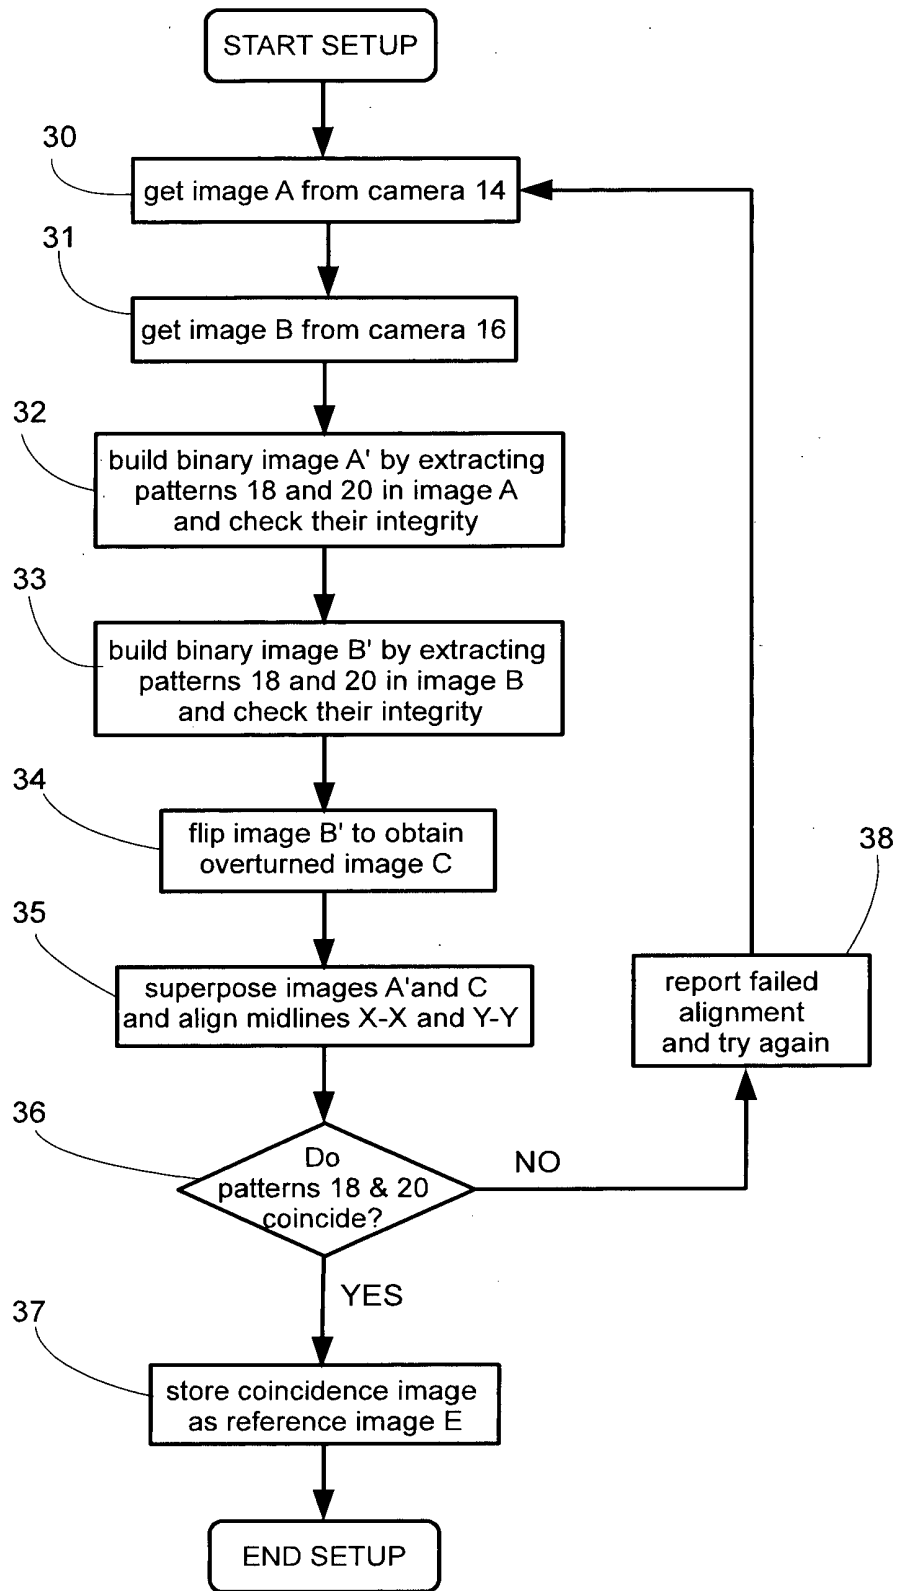 START SETUP
30
get image A from camera 14
31
get image B from camera 16
32
build binary image A' by extracting
patterns 18 and 20 in image A
and check their integrity
33
build binary image B' by extracting
patterns 18 and 20 in image B
and check their integrity
34
flip image B' to obtain
overturned image C
38
35
superpose images A'and C
and align midlines X-X and Y-Y
report failed
alignment
and try again
36
Do
patterns 18 & 20
coincide?
NO
YES
37
store coincidence image
as reference image E
END SETUP